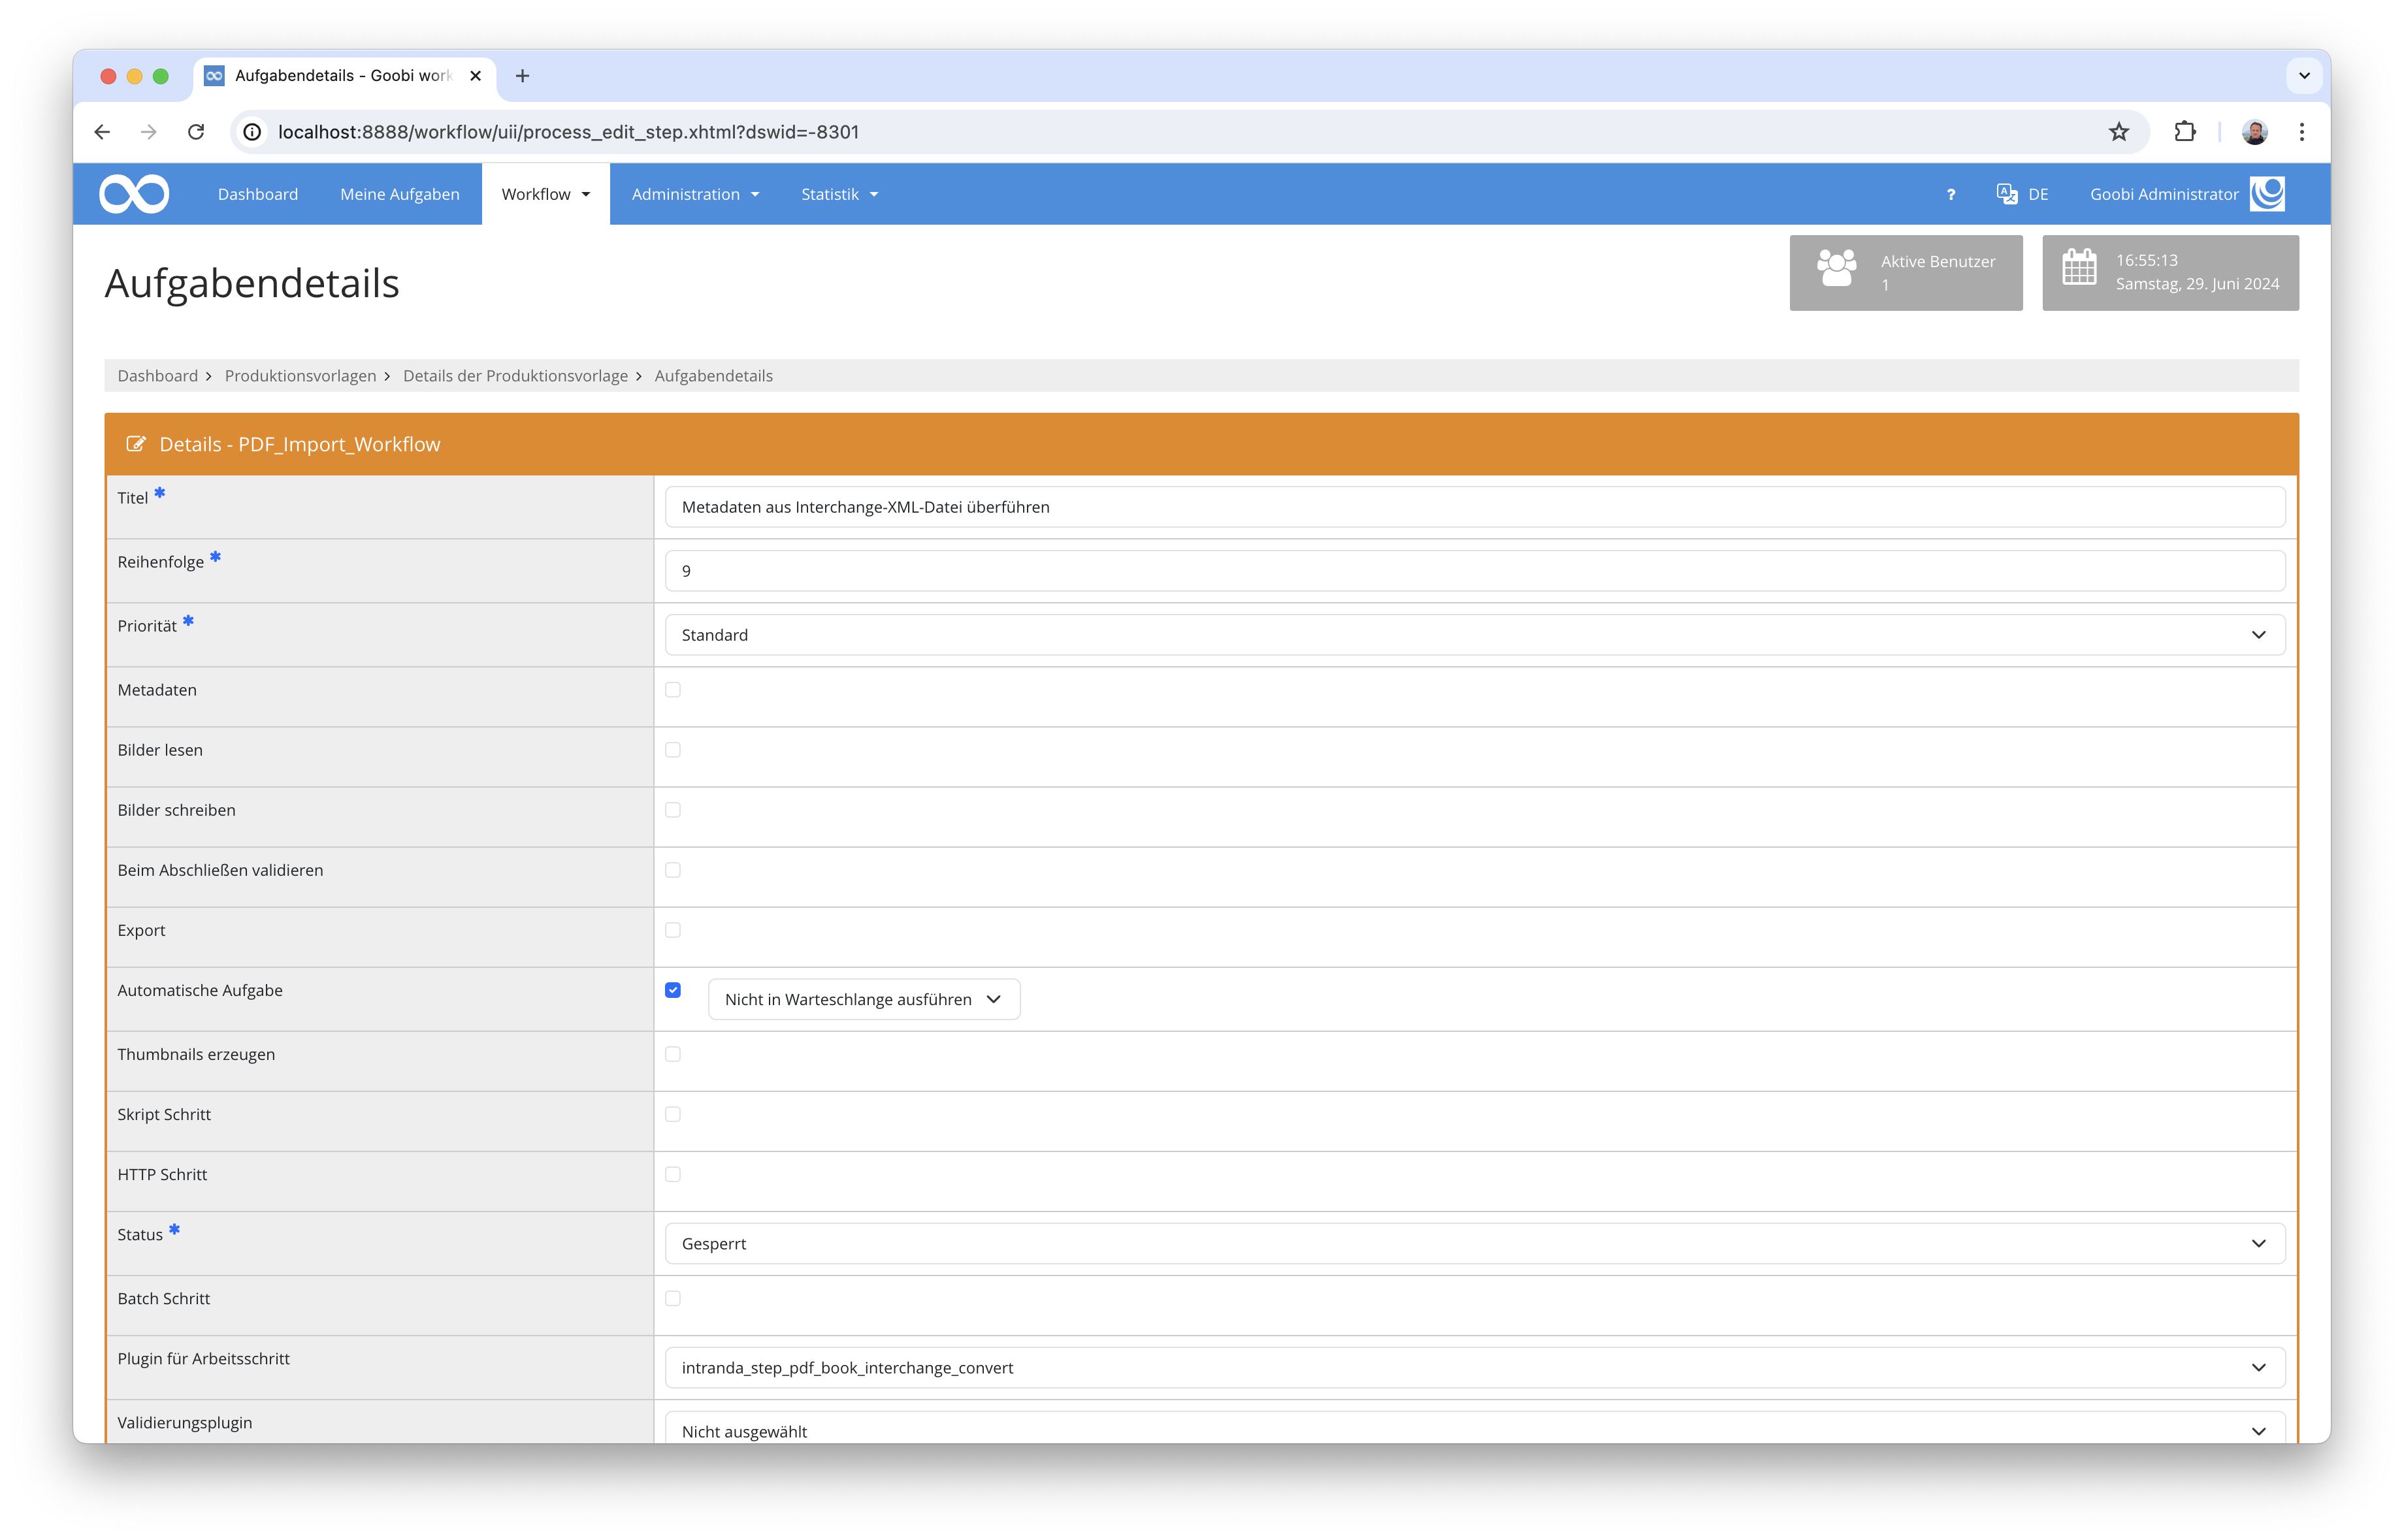 Aufgabendetails - Goobi work
localhost:8888/workflow/uii/process_edit_step.xhtml?dswid=-8301
Dashboard Meine Aufgaben Workflow Administration Statistik ? DE Goobi Administrator
Aufgabendetails
Aktive Benutzer
1
16:55:13
Samstag, 29. Juni 2024
Dashboard > Produktionsvorlagen > Details der Produktionsvorlage > Aufgabendetails
Details - PDF_Import_Workflow
Titel * Metadaten aus Interchange-XML-Datei überführen
Reihenfolge * 9
Priorität * Standard
Metadaten
Bilder lesen
Bilder schreiben
Beim Abschließen validieren
Export
Automatische Aufgabe Nicht in Warteschlange ausführen
Thumbnails erzeugen
Skript Schritt
HTTP Schritt
Status * Gesperrt
Batch Schritt
Plugin für Arbeitsschritt intranda_step_pdf_book_interchange_convert
Validierungsplugin Nicht ausgewählt